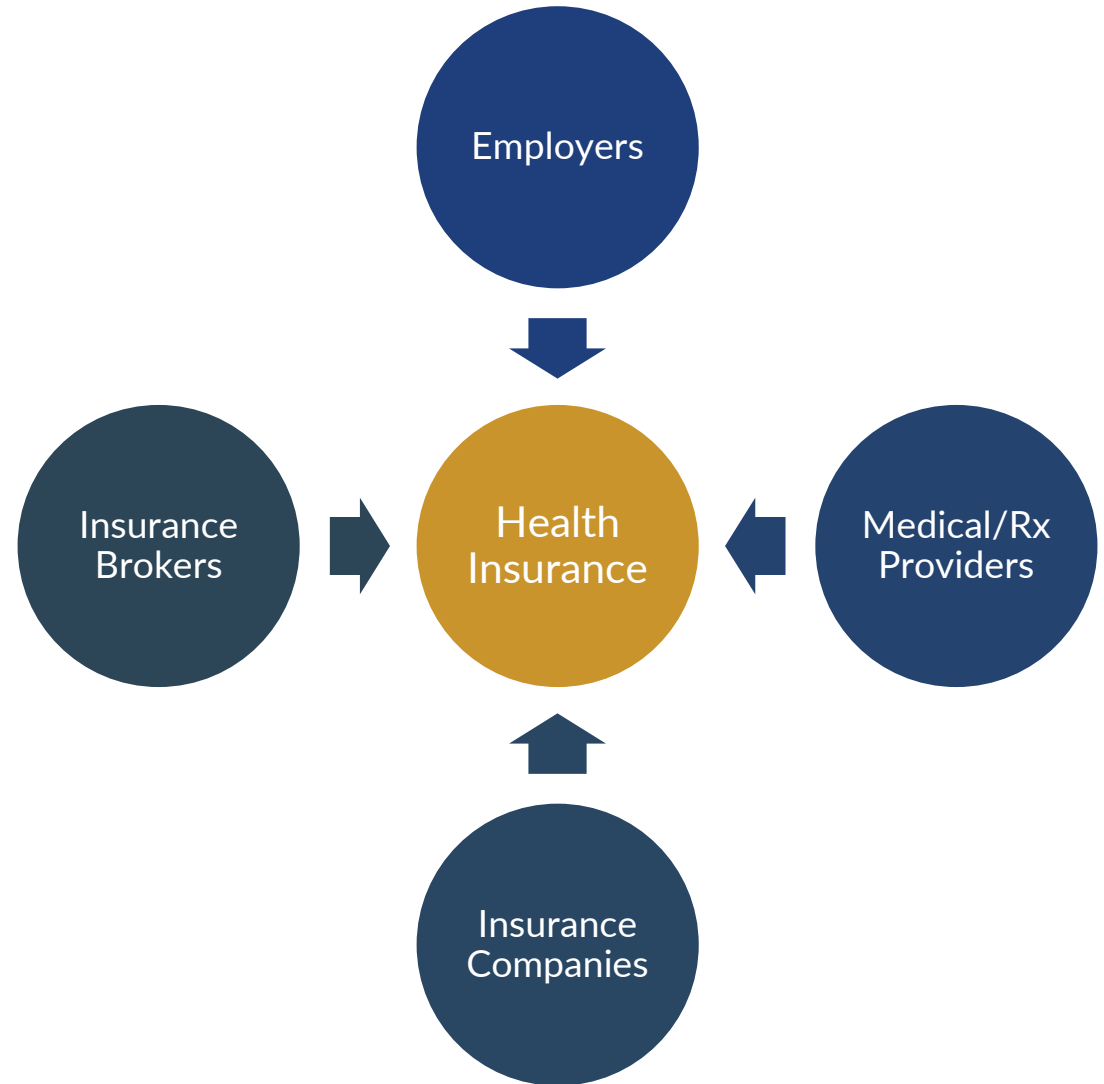 Employers
Insurance
Brokers
Health
Insurance
Medical/Rx
Providers
Insurance
Companies